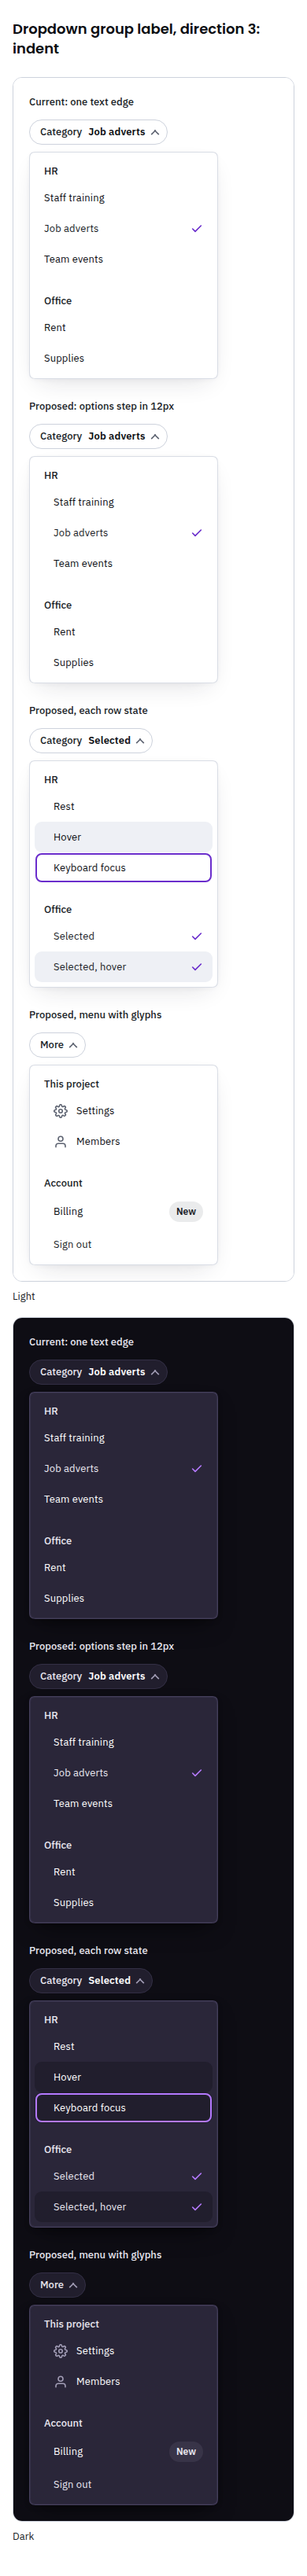 Dropdown group label, direction 3:
indent
Current: one text edge
Category Job adverts
HR
Staff training
Job adverts
Team events
Office
Rent
Supplies
Proposed: options step in 12px
Category Job adverts
HR
Staff training
Job adverts
Team events
Office
Rent
Supplies
Proposed, each row state
Category Selected
HR
Rest
Hover
Keyboard focus
Office
Selected
Selected, hover
Proposed, menu with glyphs
More
This project
Settings
Members
Account
Billing New
Sign out
Light
Current: one text edge
Category Job adverts
HR
Staff training
Job adverts
Team events
Office
Rent
Supplies
Proposed: options step in 12px
Category Job adverts
HR
Staff training
Job adverts
Team events
Office
Rent
Supplies
Proposed, each row state
Category Selected
HR
Rest
Hover
Keyboard focus
Office
Selected
Selected, hover
Proposed, menu with glyphs
More
This project
Settings
Members
Account
Billing New
Sign out
Dark